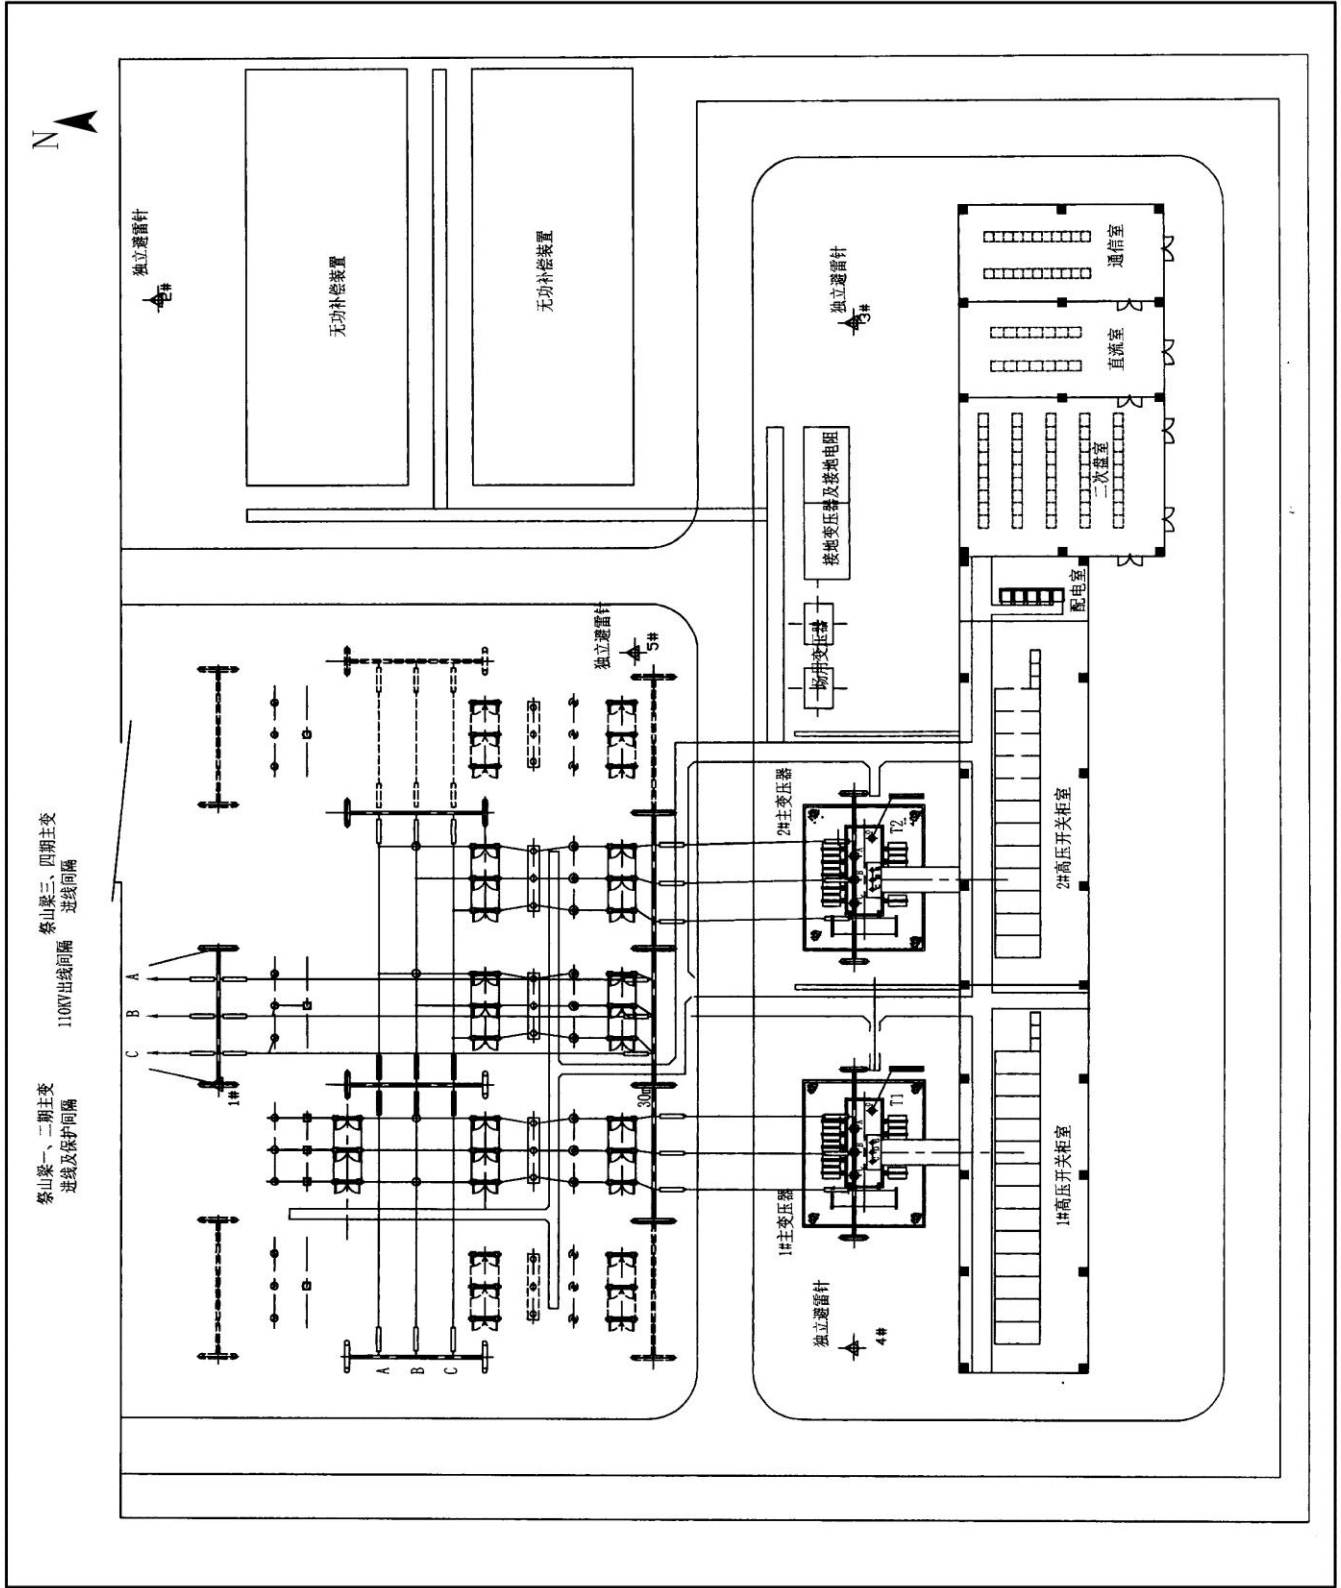 N
祭山梁一、二期主变
进线及保护间隔
110KV出线间隔
祭山梁三、四期主变
进线间隔
C
B
A
1#
独立避雷针
2#
无功补偿装置
无功补偿装置
A
B
C
30m
独立避雷针
5#
独立避雷针
4#
1#主变压器
T1
2#主变压器
T2
场用变压器
接地变压器及接地电阻
独立避雷针
3#
1#高压开关柜室
2#高压开关柜室
配电室
二次盘室
直流室
通信室